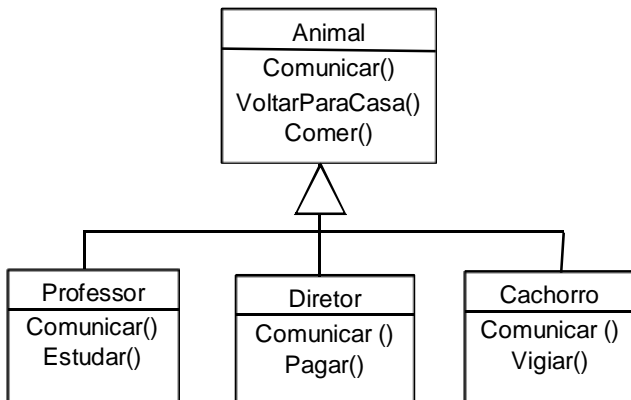 Animal
Comunicar()
VoltarParaCasa()
Comer()
Professor
Comunicar()
Estudar()
Diretor
Comunicar ()
Pagar()
Cachorro
Comunicar ()
Vigiar()